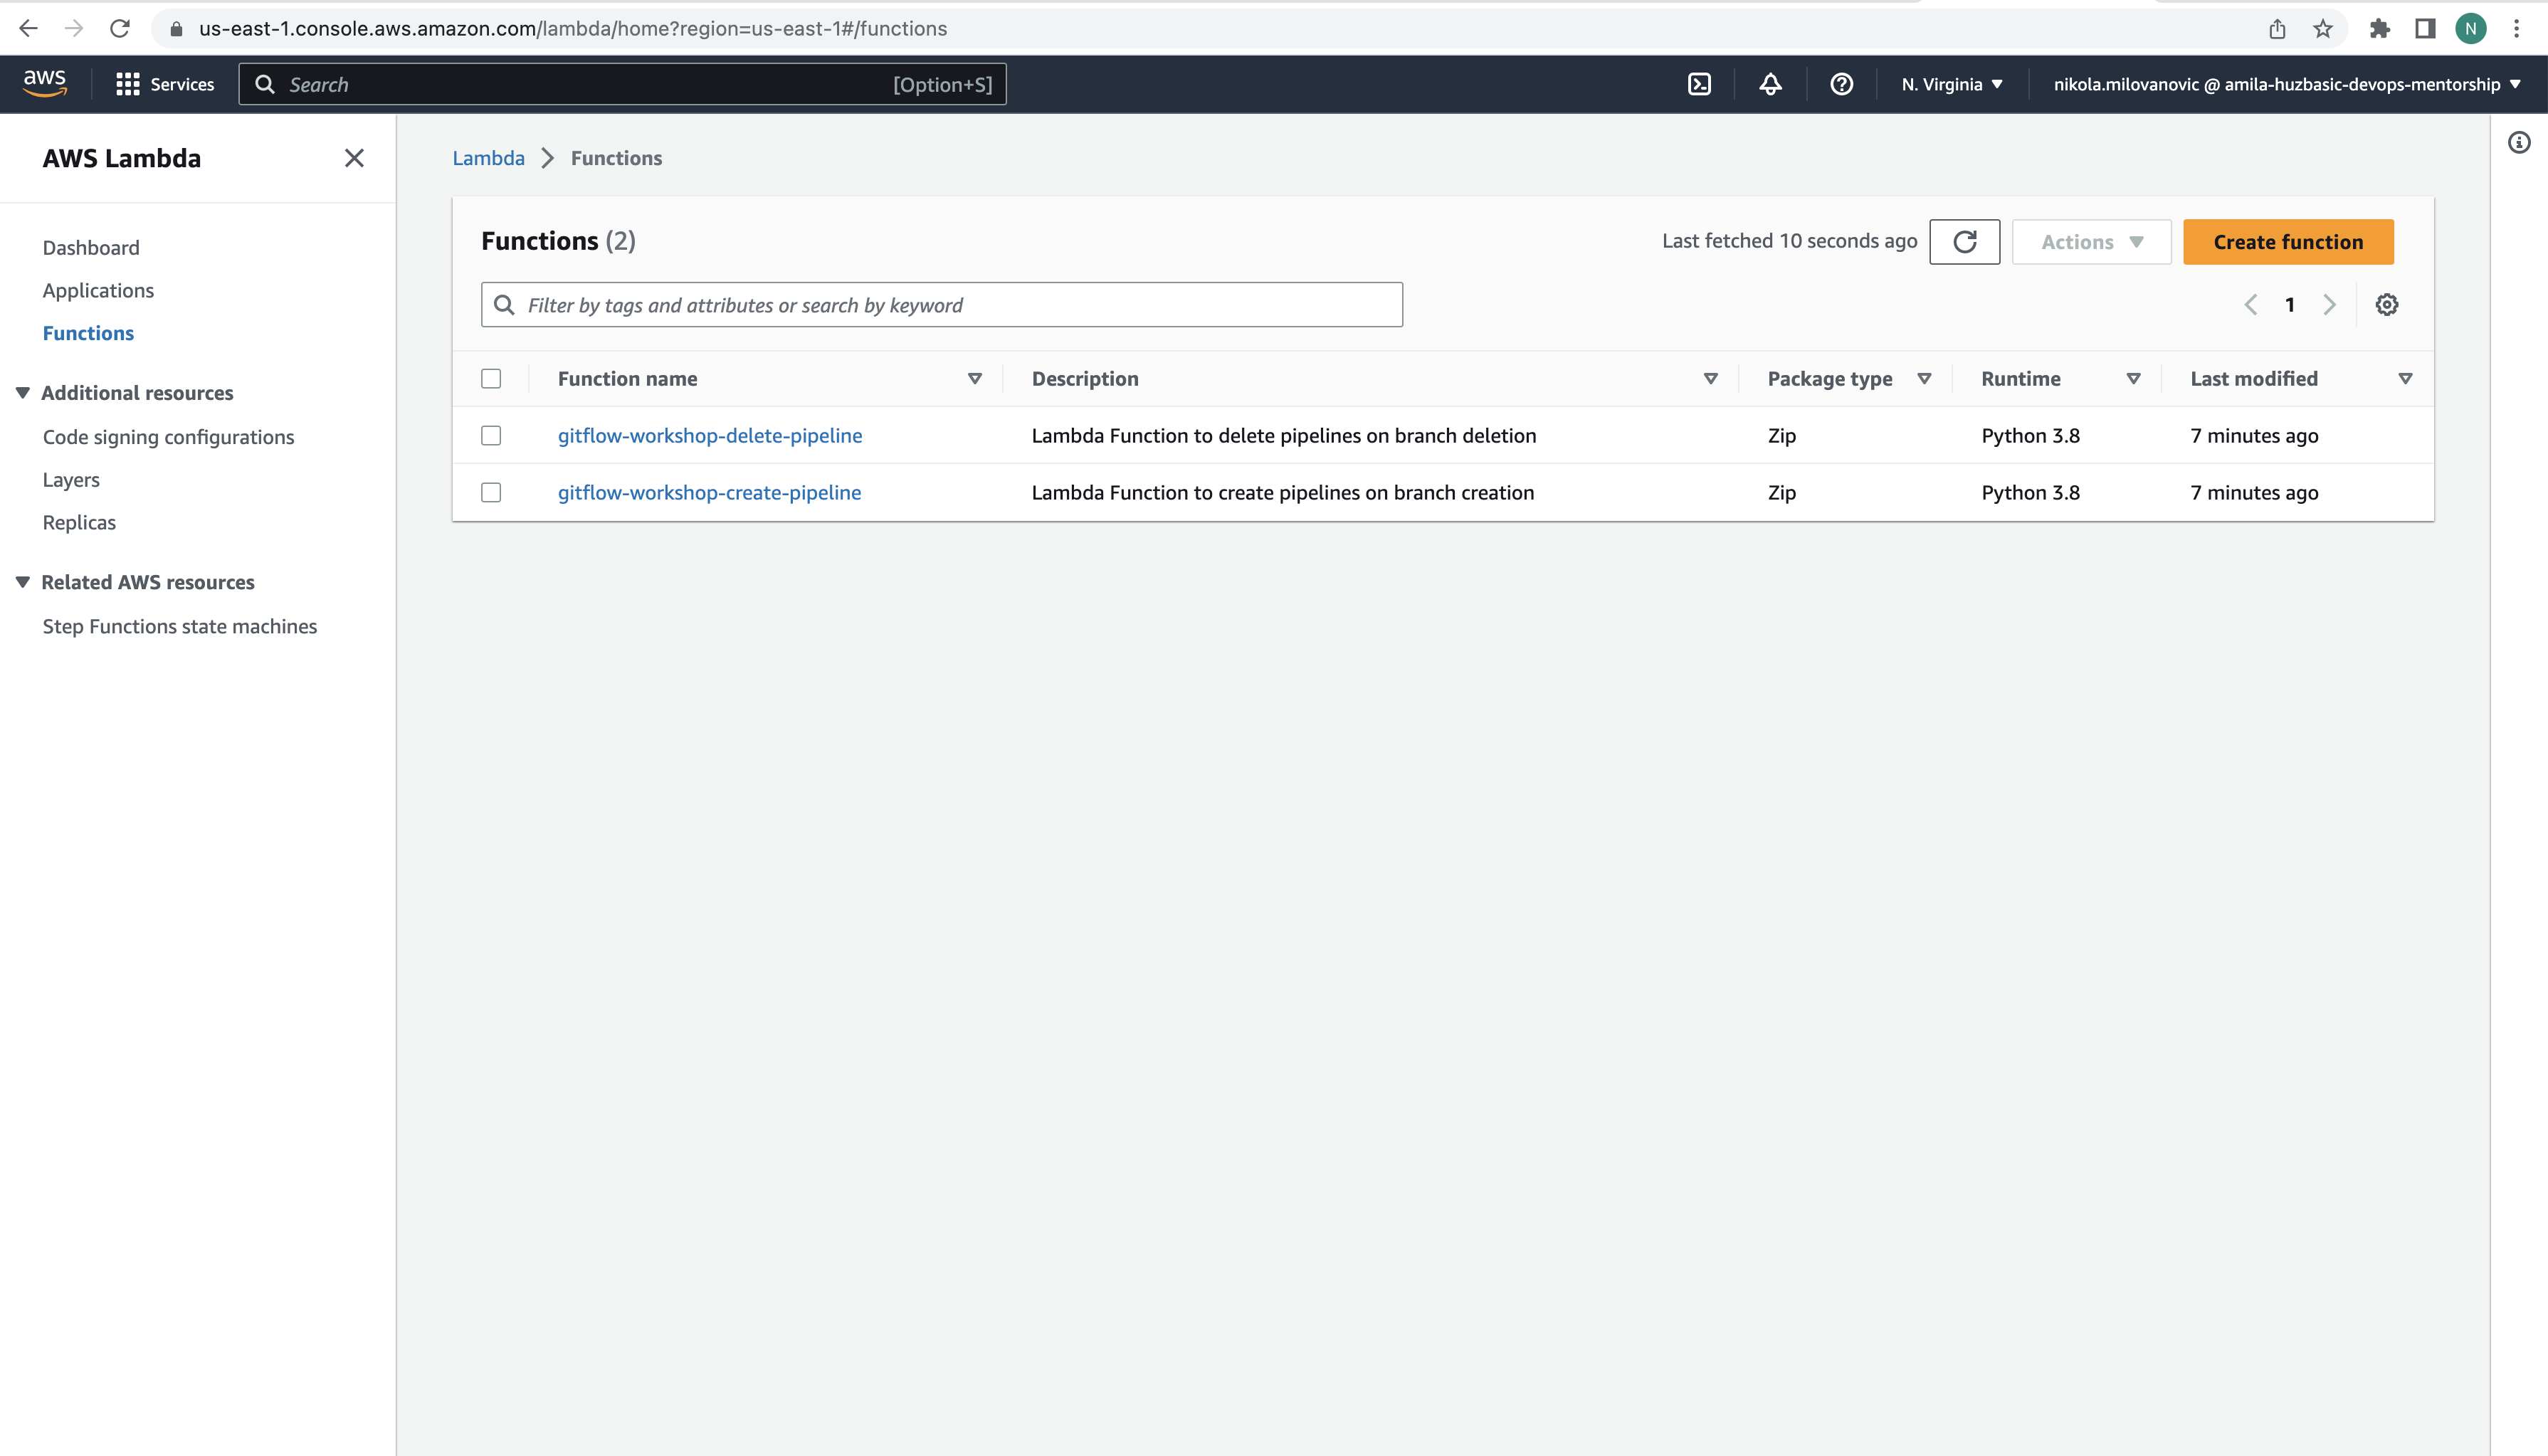 us-east-1.console.aws.amazon.com/lambda/home?region=us-east-1#/functions
N
aws
Services
Search
[Option+S]
N. Virginia
nikola.milovanovic @ amila-huzbasic-devops-mentorship
AWS Lambda
Dashboard
Applications
Functions
Additional resources
Code signing configurations
Layers
Replicas
Related AWS resources
Step Functions state machines
Lambda
Functions
Functions (2)
Last fetched 10 seconds ago
Actions
Create function
Filter by tags and attributes or search by keyword
1
Function name Description Package type Runtime Last modified
gitflow-workshop-delete-pipeline Lambda Function to delete pipelines on branch deletion Zip Python 3.8 7 minutes ago
gitflow-workshop-create-pipeline Lambda Function to create pipelines on branch creation Zip Python 3.8 7 minutes ago